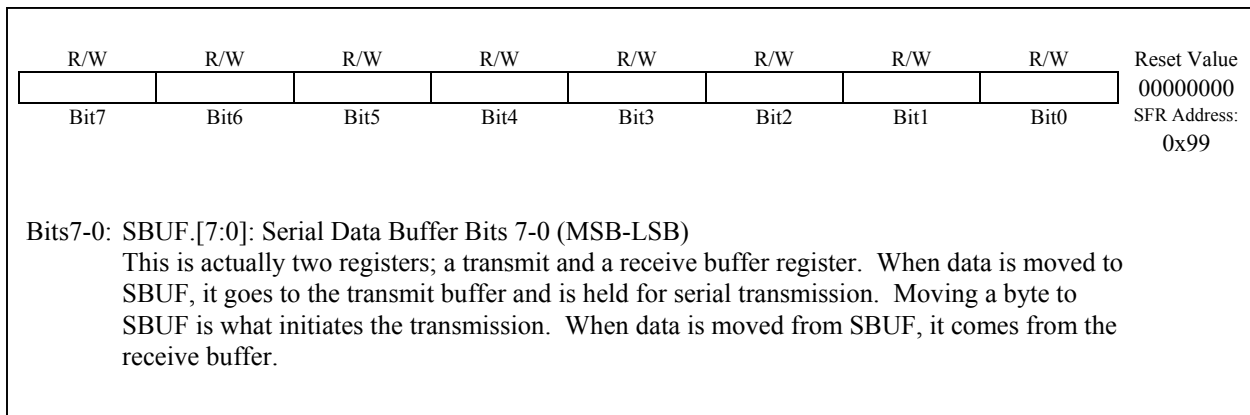 R/W R/W R/W R/W R/W R/W R/W R/W Reset Value
00000000
Bit7 Bit6 Bit5 Bit4 Bit3 Bit2 Bit1 Bit0 SFR Address:
0x99
Bits7-0: SBUF.[7:0]: Serial Data Buffer Bits 7-0 (MSB-LSB)
This is actually two registers; a transmit and a receive buffer register. When data is moved to
SBUF, it goes to the transmit buffer and is held for serial transmission. Moving a byte to
SBUF is what initiates the transmission. When data is moved from SBUF, it comes from the
receive buffer.